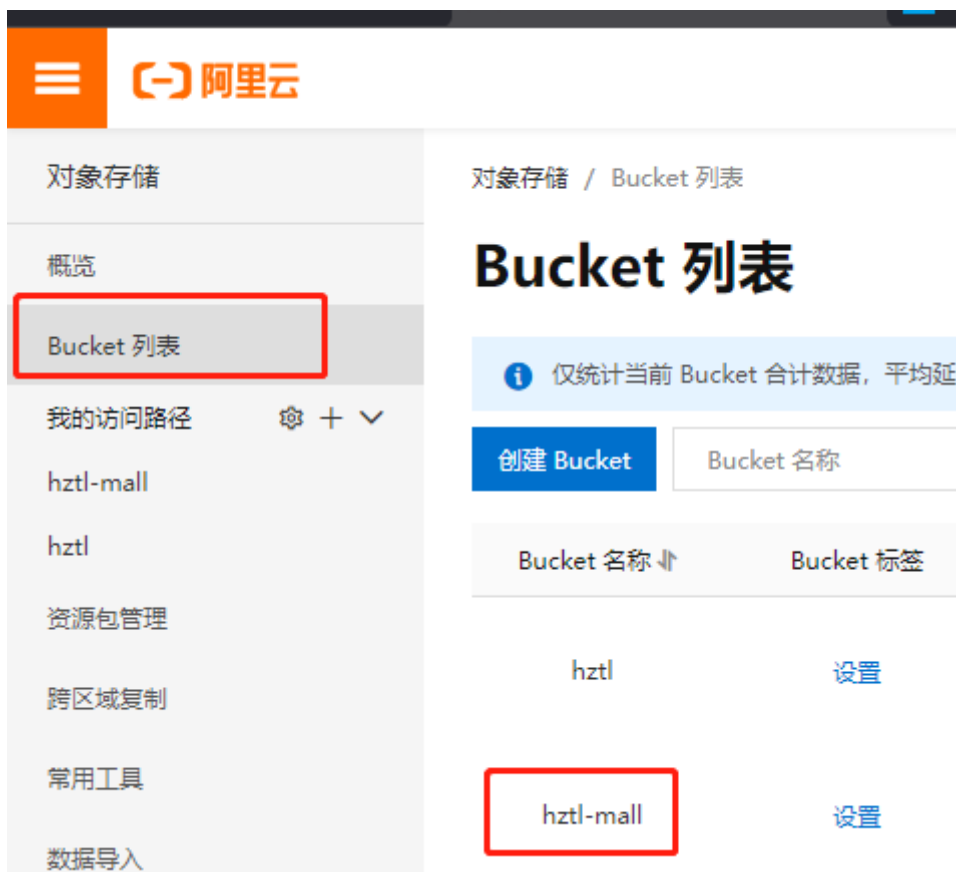 阿里云
对象存储
概览
Bucket 列表
我的访问路径
hztl-mall
hztl
资源包管理
跨区域复制
常用工具
数据导入
对象存储 / Bucket 列表
Bucket 列表
仅统计当前 Bucket 合计数据，平均延
创建 Bucket
Bucket 名称
Bucket 名称 Bucket 标签
hztl 设置
hztl-mall 设置